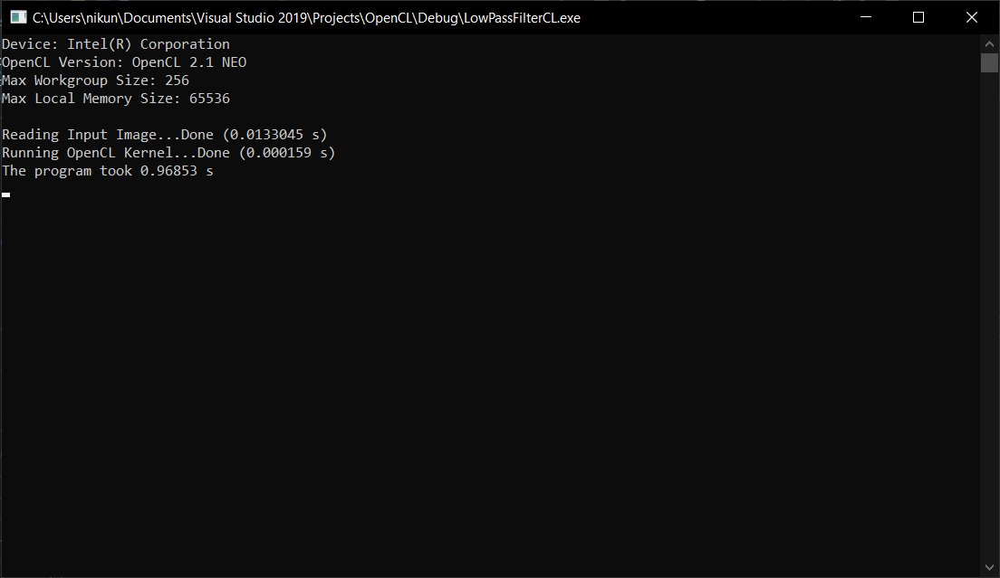 C:\Users\nikun\Documents\Visual Studio 2019\Projects\OpenCL\Debug\LowPassFilterCL.exe
Device: Intel(R) Corporation
OpenCL Version: OpenCL 2.1 NEO
Max Workgroup Size: 256
Max Local Memory Size: 65536
Reading Input Image...Done (0.0133045 s)
Running OpenCL Kernel...Done (0.000159 s)
The program took 0.96853 s